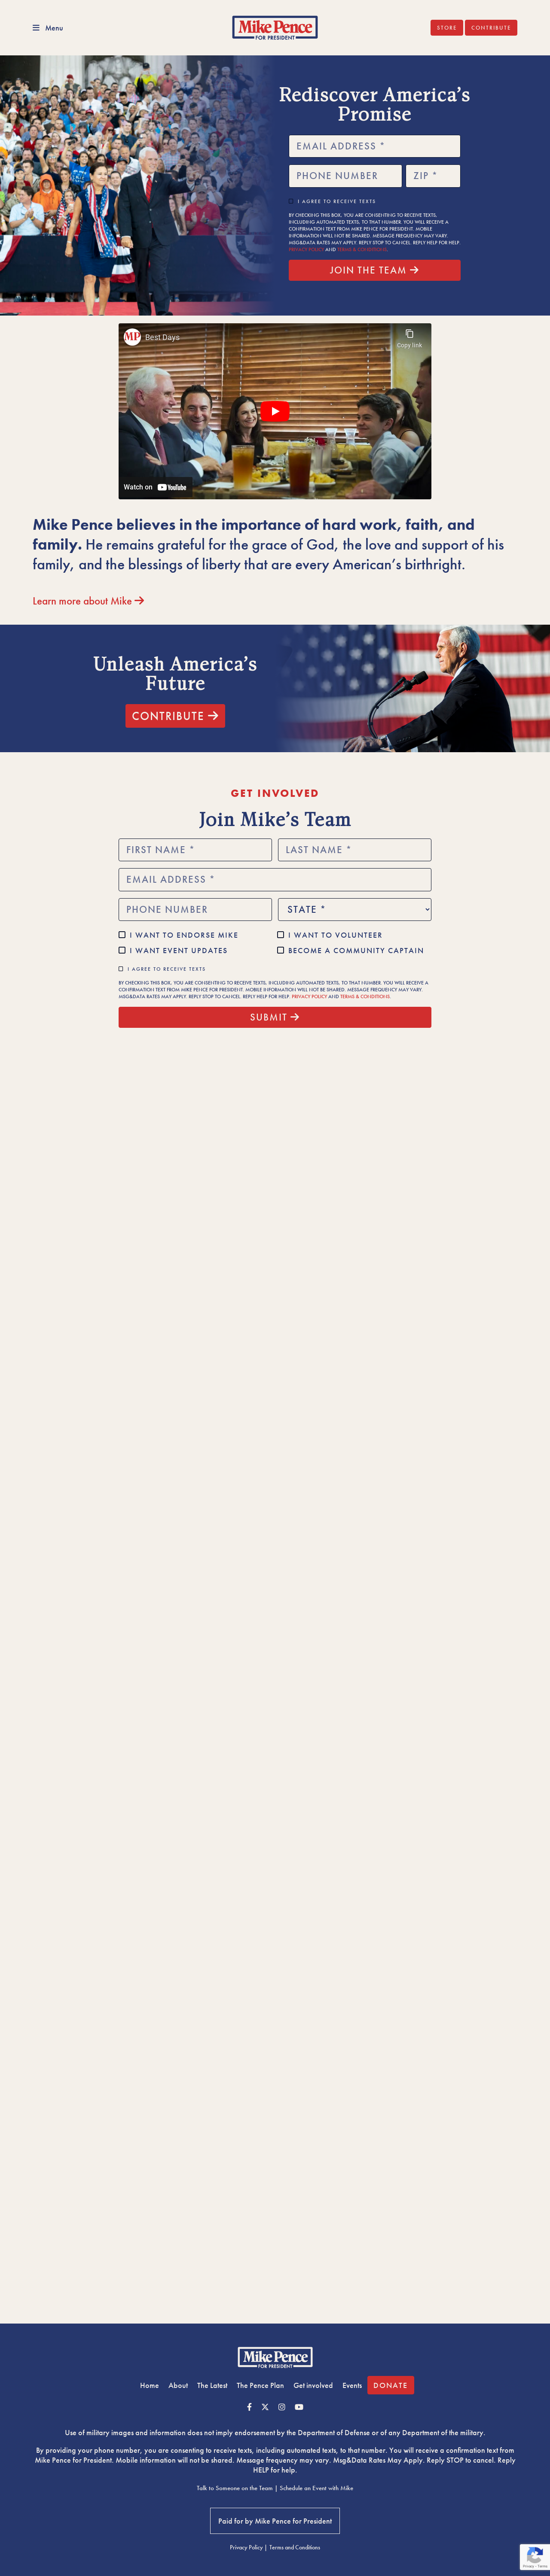 Menu
Mike Pence
FOR PRESIDENT
STORE
CONTRIBUTE
Rediscover America's
Promise
EMAIL ADDRESS *
PHONE NUMBER
ZIP *
I AGREE TO RECEIVE TEXTS
BY CHECKING THIS BOX, YOU ARE CONSENTING TO RECEIVE TEXTS,
INCLUDING AUTOMATED TEXTS, TO THAT NUMBER. YOU WILL RECEIVE A
CONFIRMATION TEXT FROM MIKE PENCE FOR PRESIDENT. MOBILE
INFORMATION WILL NOT BE SHARED. MESSAGE FREQUENCY MAY VARY.
MSG&DATA RATES MAY APPLY. REPLY STOP TO CANCEL. REPLY HELP FOR HELP.
PRIVACY POLICY AND TERMS & CONDITIONS.
JOIN THE TEAM
MP
Best Days
Copy link
Watch on YouTube
Mike Pence believes in the importance of hard work, faith, and
family. He remains grateful for the grace of God, the love and support of his
family, and the blessings of liberty that are every American's birthright.
Learn more about Mike
Unleash America's
Future
CONTRIBUTE
GET INVOLVED
Join Mike's Team
FIRST NAME *
LAST NAME *
EMAIL ADDRESS *
PHONE NUMBER
STATE *
I WANT TO ENDORSE MIKE
I WANT TO VOLUNTEER
I WANT EVENT UPDATES
BECOME A COMMUNITY CAPTAIN
I AGREE TO RECEIVE TEXTS
BY CHECKING THIS BOX, YOU ARE CONSENTING TO RECEIVE TEXTS, INCLUDING AUTOMATED TEXTS, TO THAT NUMBER. YOU WILL RECEIVE A
CONFIRMATION TEXT FROM MIKE PENCE FOR PRESIDENT. MOBILE INFORMATION WILL NOT BE SHARED. MESSAGE FREQUENCY MAY VARY.
MSG&DATA RATES MAY APPLY. REPLY STOP TO CANCEL. REPLY HELP FOR HELP. PRIVACY POLICY AND TERMS & CONDITIONS.
SUBMIT
Mike Pence
FOR PRESIDENT
Home About The Latest The Pence Plan Get involved Events DONATE
Use of military images and information does not imply endorsement by the Department of Defense or of any Department of the military.
By providing your phone number, you are consenting to receive texts, including automated texts, to that number. You will receive a confirmation text from
Mike Pence for President. Mobile information will not be shared. Message frequency may vary. Msg&Data Rates May Apply. Reply STOP to cancel. Reply
HELP for help.
Talk to Someone on the Team | Schedule an Event with Mike
Paid for by Mike Pence for President
Privacy Policy | Terms and Conditions
Privacy - Terms